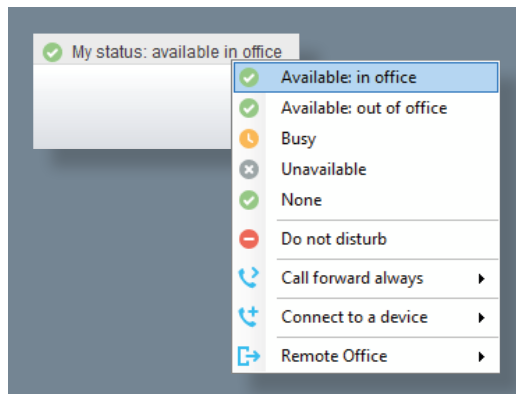 My status: available in office
Available: in office
Available: out of office
Busy
Unavailable
None
Do not disturb
Call forward always
Connect to a device
Remote Office